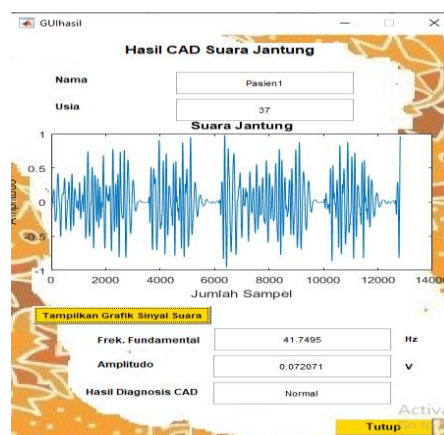 GUIhasil
Hasil CAD Suara Jantung
Nama
Pasien1
Usia
37
Suara Jantung
1
0.5
0
-0.5
-1
0 2000 4000 6000 8000 10000 12000 14000
Jumlah Sampel
Tampilkan Grafik Sinyal Suara
Frek. Fundamental 41.7495 Hz
Amplitudo 0.072071 V
Hasil Diagnosis CAD Normal
Activa
Tutup